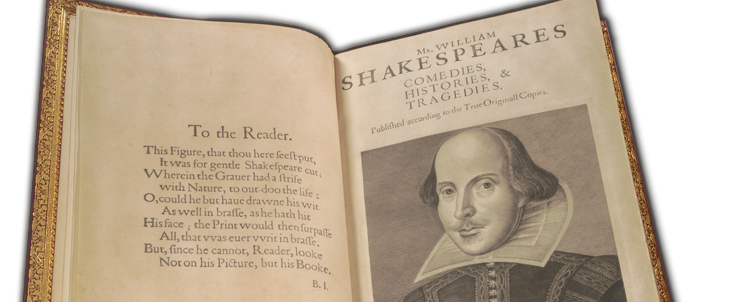 To the Reader.
This Figure, that thou here seeſt put,
It was for gentle Shakeſpeare cut;
Wherein the Grauer had a ſtrife
with Nature, to out-doo the life :
O, could he but haue drawne his wit
As well in braſſe, as he hath hit
His face ; the Print would then ſurpaſſe
All, that vvas euer vvrit in braſſe.
But, ſince he cannot, Reader, looke
Not on his Picture, but his Booke.
B. I.
Mr. WILLIAM
SHAKESPEARES
COMEDIES,
HISTORIES, &
TRAGEDIES.
Publiſhed according to the True Originall Copies.